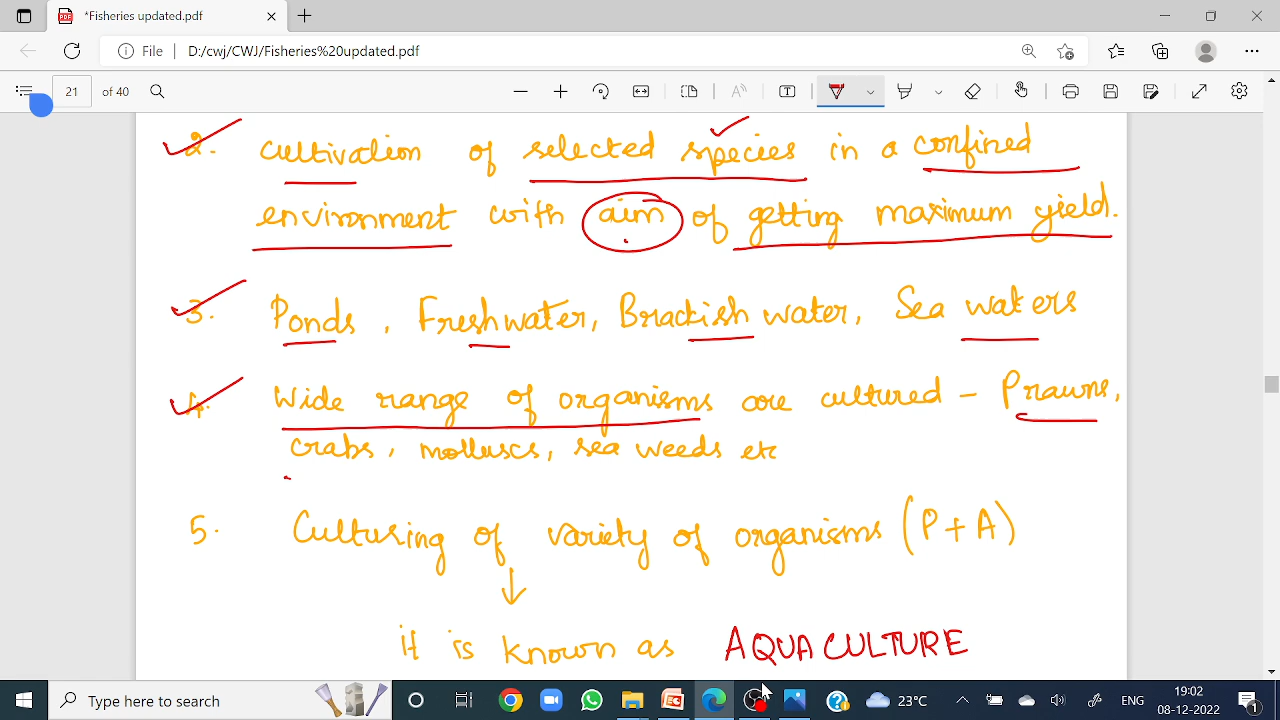 *Fisheries updated.pdf
File D:/cwj/CWJ/Fisheries%20updated.pdf
21 of 40
2. Cultivation of selected species in a confined
environment with aim of getting maximum yield.
3. Ponds, Freshwater, Brackish water, Sea waters
4. Wide range of organisms are cultured - Prawns,
crabs, molluscs, sea weeds etc
5. Culturing of variety of organisms (P+A)
↓
it is known as AQUACULTURE
Type here to search
23°C
ENG
19:02
08-12-2022
1